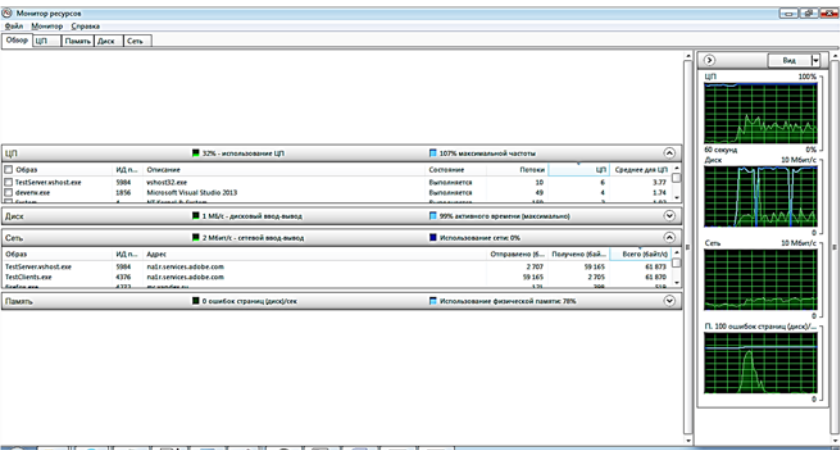 Монитор ресурсов
Файл Монитор Справка
Обзор ЦП Память Диск Сеть
ЦП 32% - использование ЦП 107% максимальной частоты
Образ ИД п... Описание Состояние Потоки ЦП Среднее для ЦП
TestServer.vshost.exe 5984 vshost32.exe Выполняется 10 6 3.77
devenv.exe 1856 Microsoft Visual Studio 2013 Выполняется 49 4 1.74
Диск 1 МБ/с - дисковый ввод-вывод 99% активного времени (максимально)
Сеть 2 Мбит/с - сетевой ввод-вывод Использование сети: 0%
Образ ИД п... Адрес Отправлено (б... Получено (бай... Всего (байт/с)
TestServer.vshost.exe 5984 na1r.services.adobe.com 2 707 59 165 61 873
TestClients.exe 4376 na1r.services.adobe.com 59 165 2 705 61 870
Память 0 ошибок страниц (диск)/сек Использование физической памяти: 78%
Вид
ЦП 100%
60 секунд 0%
Диск 10 Мбит/с
0
Сеть 10 Мбит/с
0
П. 100 ошибок страниц (диск)/...
0